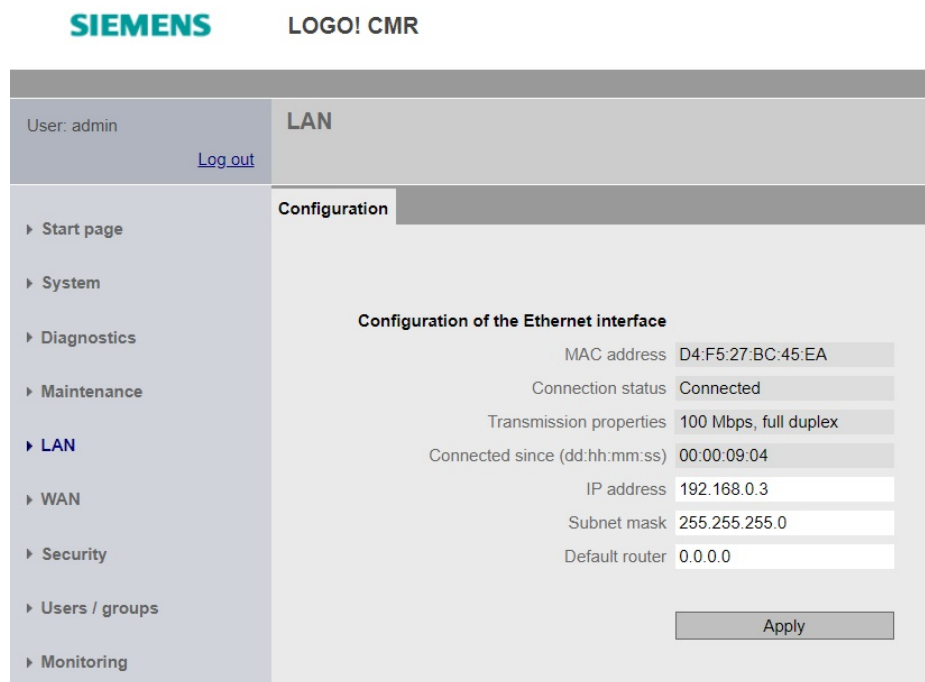 SIEMENS LOGO! CMR
User: admin
Log out
LAN
Configuration
Start page
System
Diagnostics
Maintenance
LAN
WAN
Security
Users / groups
Monitoring
Configuration of the Ethernet interface
MAC address D4:F5:27:BC:45:EA
Connection status Connected
Transmission properties 100 Mbps, full duplex
Connected since (dd:hh:mm:ss) 00:00:09:04
IP address 192.168.0.3
Subnet mask 255.255.255.0
Default router 0.0.0.0
Apply